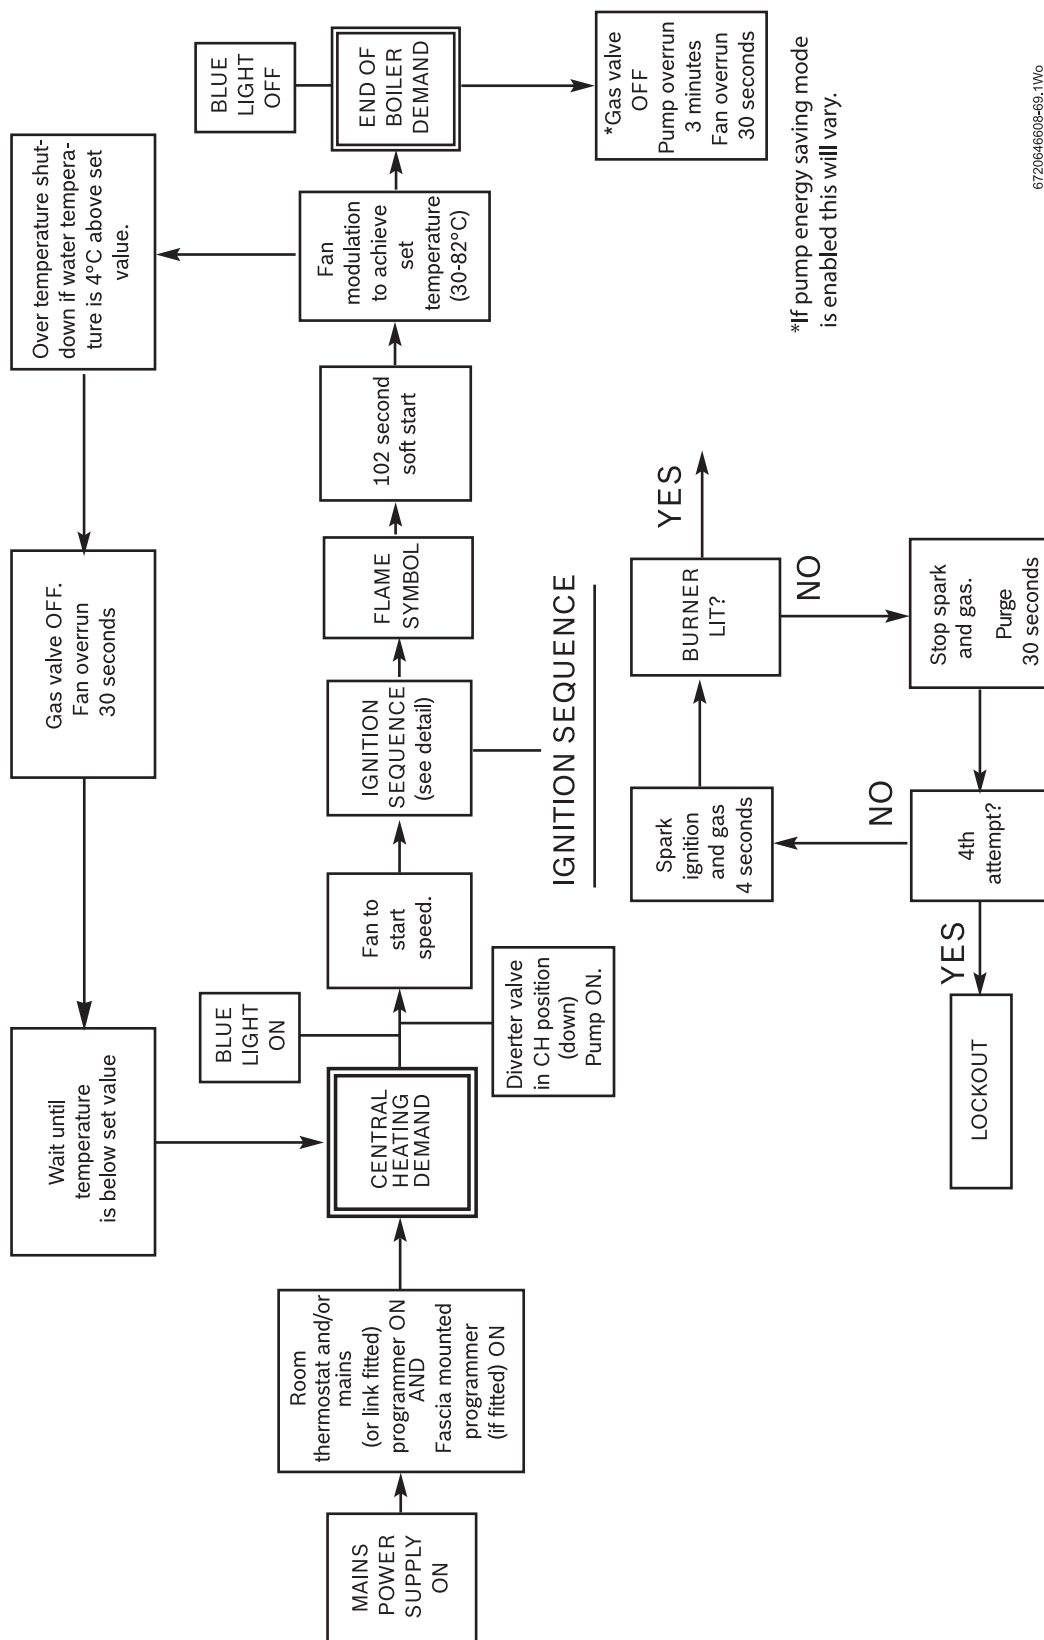 MAINS
POWER
SUPPLY
ON
Room
thermostat and/or
mains
(or link fitted)
programmer ON
AND
Fascia mounted
programmer
(if fitted) ON
CENTRAL
HEATING
DEMAND
BLUE
LIGHT
ON
Diverter valve
in CH position
(down)
Pump ON.
Fan to
start
speed.
IGNITION
SEQUENCE
(see detail)
FLAME
SYMBOL
102 second
soft start
Fan
modulation
to achieve
set
temperature
(30-82°C)
END OF
BOILER
DEMAND
BLUE
LIGHT
OFF
*Gas valve
OFF
Pump overrun
3 minutes
Fan overrun
30 seconds
Over temperature shut-
down if water tempera-
ture is 4°C above set
value.
Gas valve OFF.
Fan overrun
30 seconds
Wait until
temperature
is below set value
*If pump energy saving mode
is enabled this will vary.
IGNITION SEQUENCE
Spark
ignition
and gas
4 seconds
BURNER
LIT?
YES
NO
Stop spark
and gas.
Purge
30 seconds
4th
attempt?
NO
YES
LOCKOUT
6720646608-69.1Wo